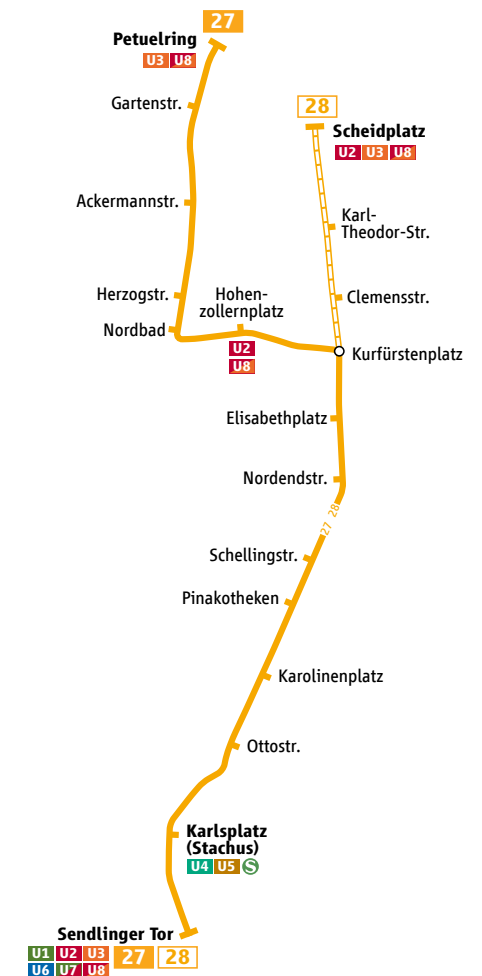 27
Petuelring
U3 U8
Gartenstr.
28
Scheidplatz
U2 U3 U8
Ackermannstr.
Karl-
Theodor-Str.
Herzogstr.
Hohen-
zollernplatz
Clemensstr.
Nordbad
U2
U8
Kurfürstenplatz
Elisabethplatz
Nordendstr.
27 28
Schellingstr.
Pinakotheken
Karolinenplatz
Ottostr.
Karlsplatz
(Stachus)
U4 U5 S
Sendlinger Tor
U1 U2 U3 27 28
U6 U7 U8